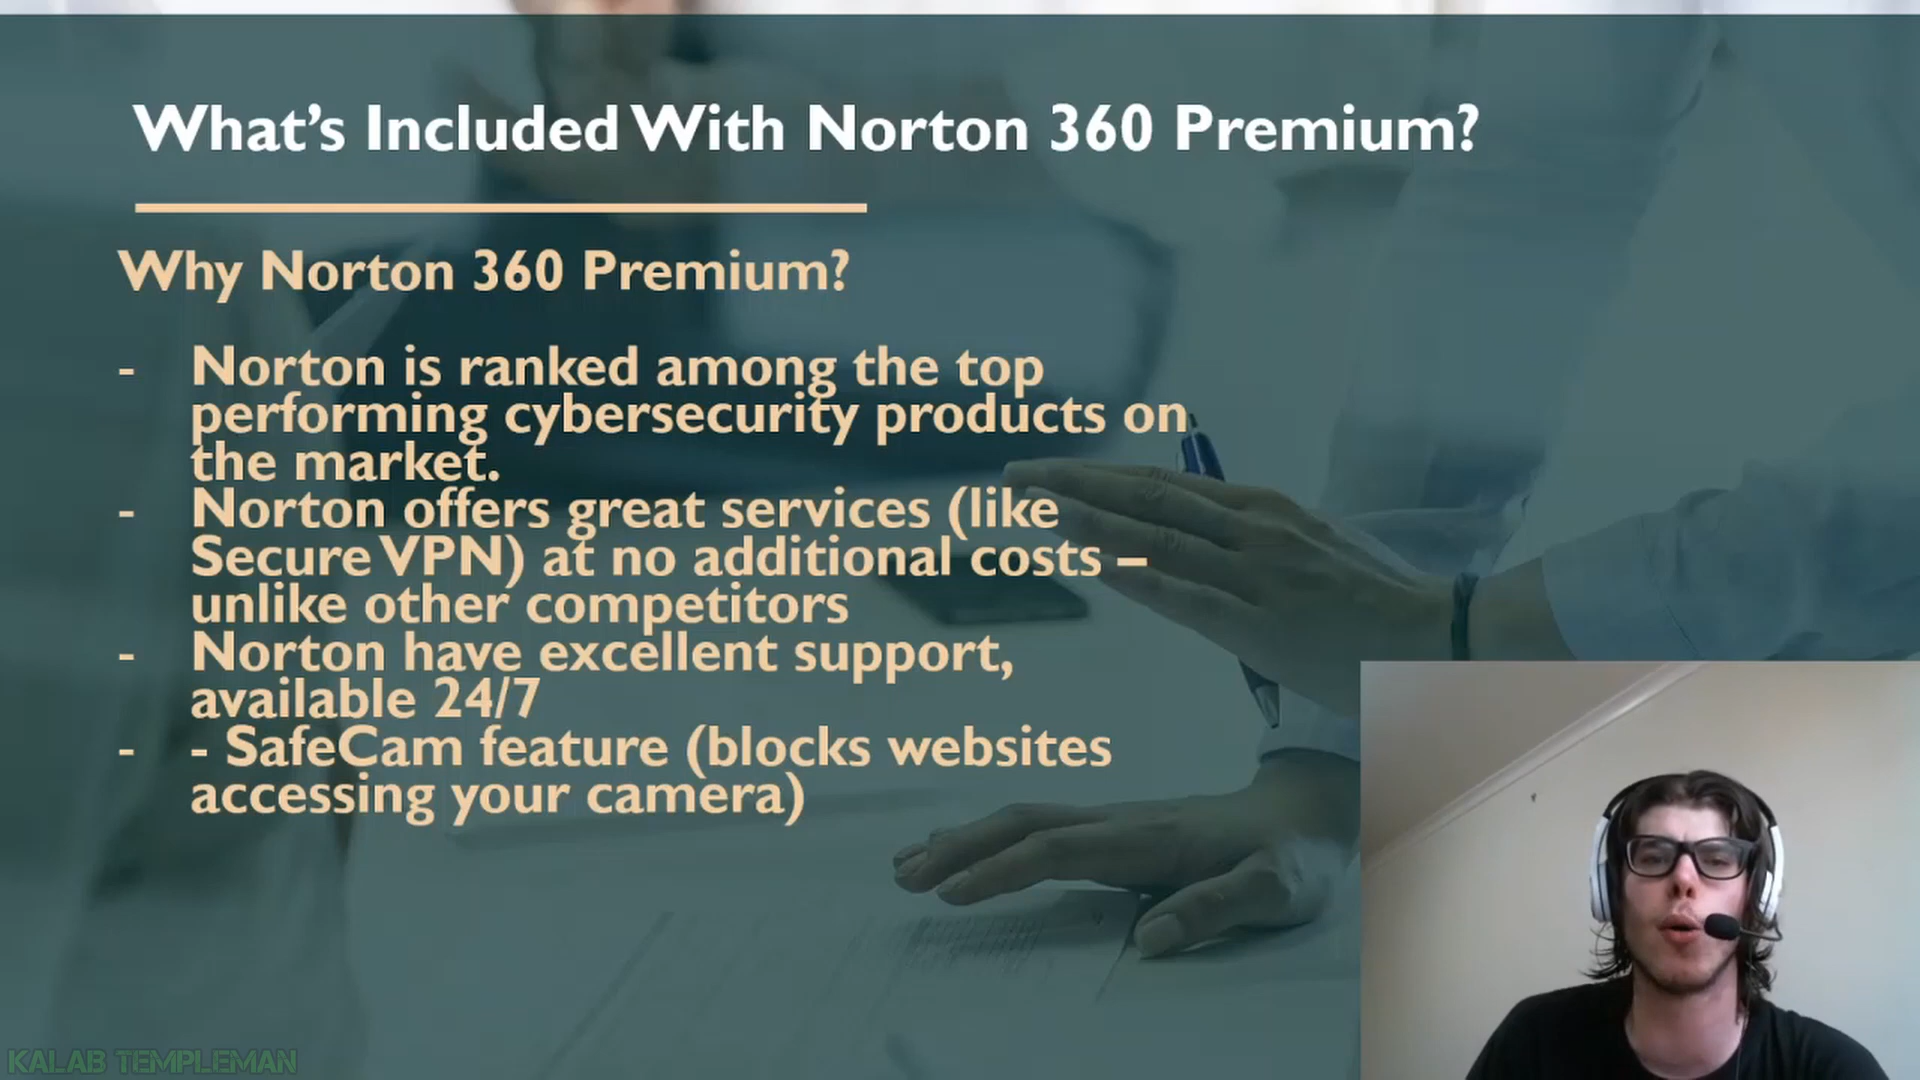 What's Included With Norton 360 Premium?
Why Norton 360 Premium?
- Norton is ranked among the top
performing cybersecurity products on
the market.
- Norton offers great services (like
Secure VPN) at no additional costs –
unlike other competitors
- Norton have excellent support,
available 24/7
- - SafeCam feature (blocks websites
accessing your camera)
KALAB TEMPLEMAN